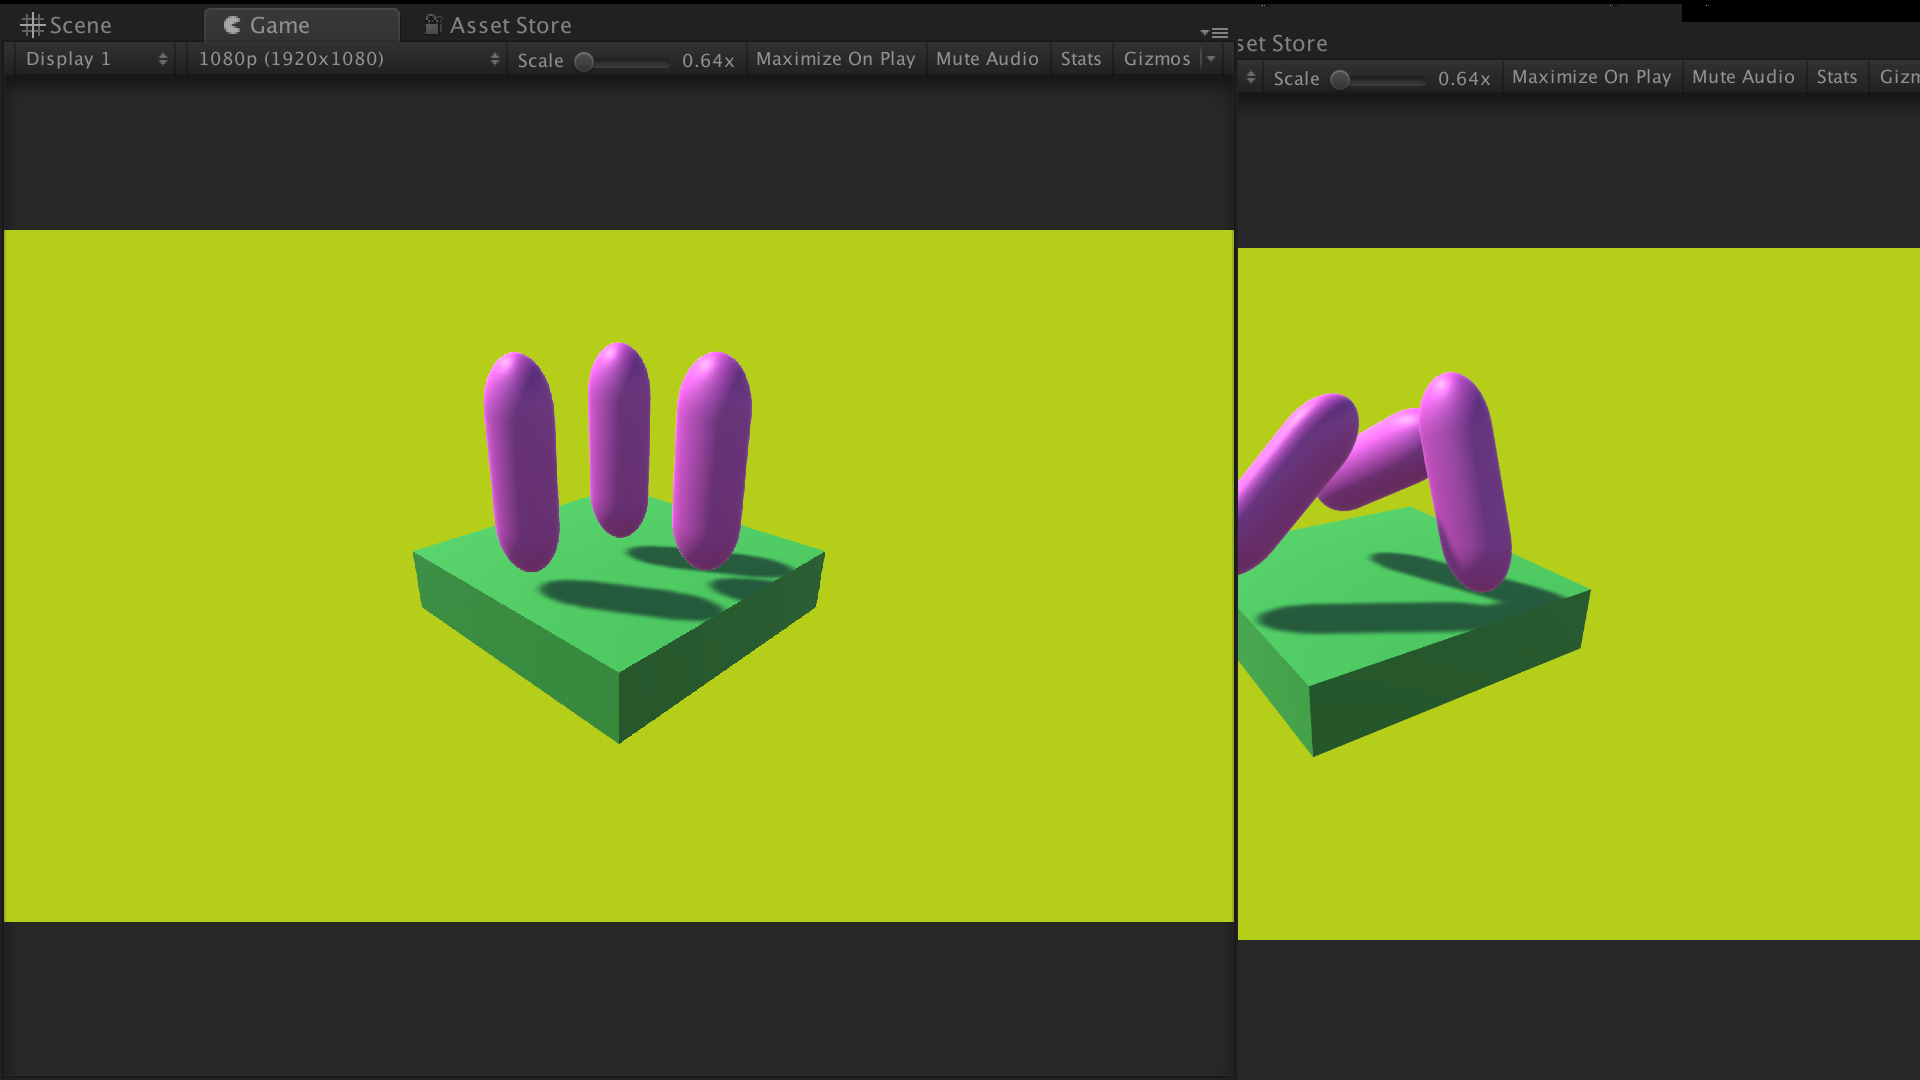 Scene Game Asset Store
Display 1 1080p (1920x1080) Scale 0.64x Maximize On Play Mute Audio Stats Gizmos
set Store
Scale 0.64x Maximize On Play Mute Audio Stats Gizm